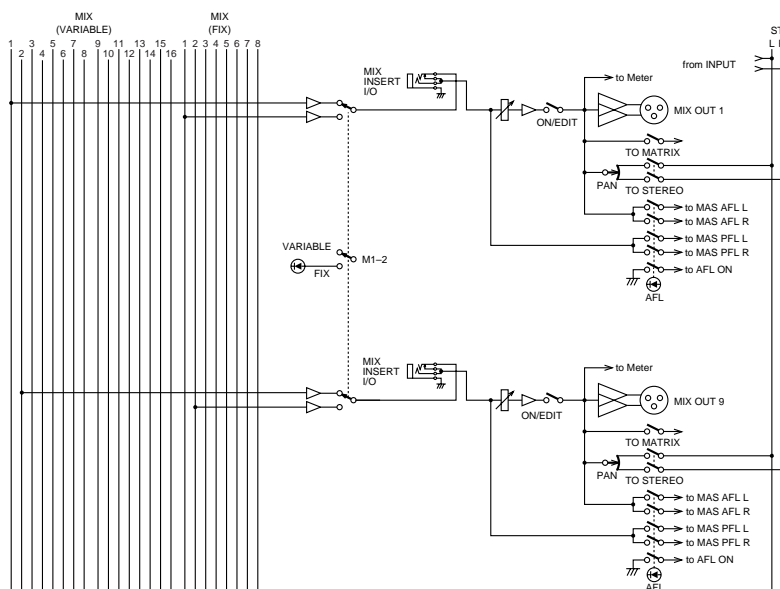 MIX
(VARIABLE)
MIX
(FIX)
1 3 5 7 9 11 13 15
2 4 6 8 10 12 14 16
1 2 3 4 5 6 7 8
ST
L
from INPUT
MIX
INSERT
I/O
to Meter
ON/EDIT
MIX OUT 1
TO MATRIX
PAN
TO STEREO
to MAS AFL L
to MAS AFL R
to MAS PFL L
to MAS PFL R
to AFL ON
AFL
VARIABLE
FIX
M1–2
MIX
INSERT
I/O
to Meter
ON/EDIT
MIX OUT 9
TO MATRIX
PAN
TO STEREO
to MAS AFL L
to MAS AFL R
to MAS PFL L
to MAS PFL R
to AFL ON
AFL